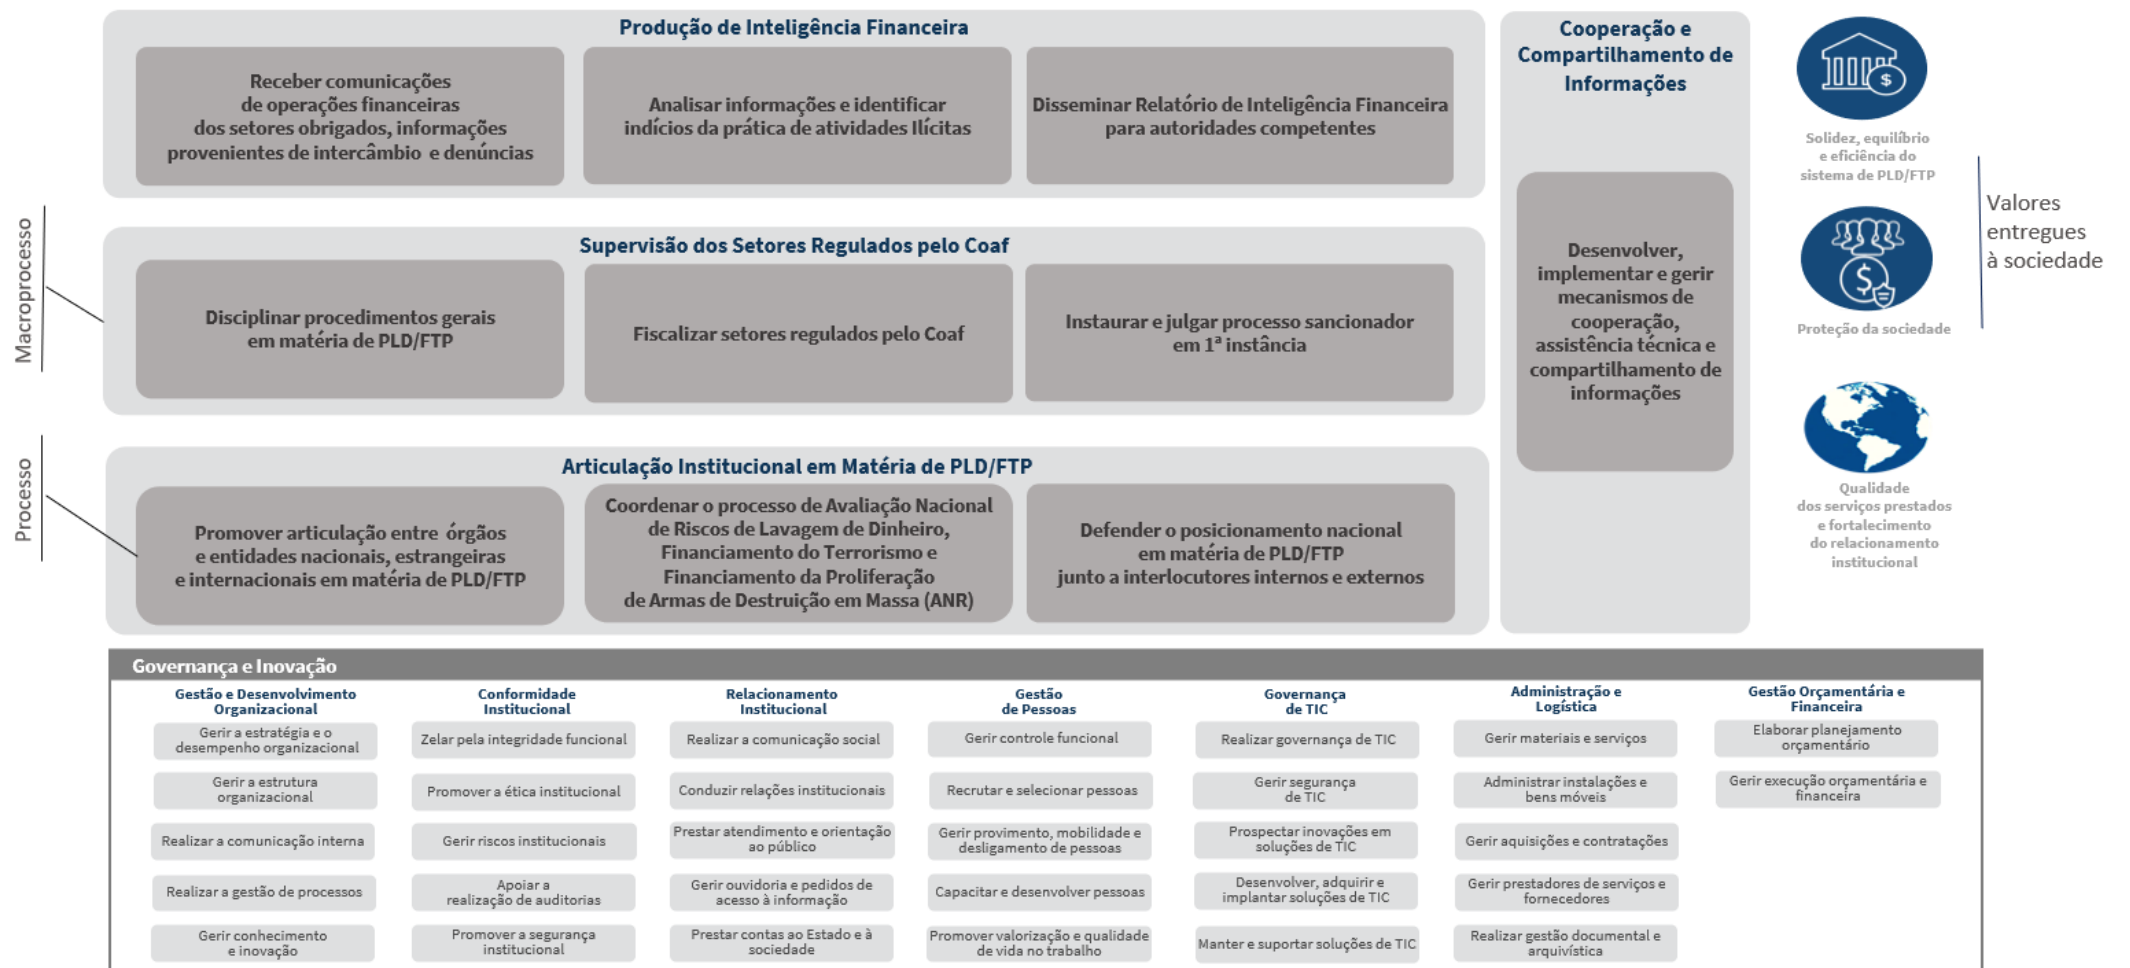 Produção de Inteligência Financeira
Receber comunicações
de operações financeiras
dos setores obrigados, informações
provenientes de intercâmbio e denúncias
Analisar informações e identificar
indícios da prática de atividades Ilícitas
Disseminar Relatório de Inteligência Financeira
para autoridades competentes
Cooperação e
Compartilhamento de
Informações
Desenvolver,
implementar e gerir
mecanismos de
cooperação,
assistência técnica e
compartilhamento de
informações
Solidez, equilíbrio
e eficiência do
sistema de PLD/FTP
Proteção da sociedade
Qualidade
dos serviços prestados
e fortalecimento
do relacionamento
institucional
Valores
entregues
à sociedade
Macroprocesso
Supervisão dos Setores Regulados pelo Coaf
Disciplinar procedimentos gerais
em matéria de PLD/FTP
Fiscalizar setores regulados pelo Coaf
Instaurar e julgar processo sancionador
em 1ª instância
Processo
Articulação Institucional em Matéria de PLD/FTP
Promover articulação entre órgãos
e entidades nacionais, estrangeiras
e internacionais em matéria de PLD/FTP
Coordenar o processo de Avaliação Nacional
de Riscos de Lavagem de Dinheiro,
Financiamento do Terrorismo e
Financiamento da Proliferação
de Armas de Destruição em Massa (ANR)
Defender o posicionamento nacional
em matéria de PLD/FTP
junto a interlocutores internos e externos
Governança e Inovação
Gestão e Desenvolvimento
Organizacional
Gerir a estratégia e o
desempenho organizacional
Gerir a estrutura
organizacional
Realizar a comunicação interna
Realizar a gestão de processos
Gerir conhecimento
e inovação
Conformidade
Institucional
Zelar pela integridade funcional
Promover a ética institucional
Gerir riscos institucionais
Apoiar a
realização de auditorias
Promover a segurança
institucional
Relacionamento
Institucional
Realizar a comunicação social
Conduzir relações institucionais
Prestar atendimento e orientação
ao público
Gerir ouvidoria e pedidos de
acesso à informação
Prestar contas ao Estado e à
sociedade
Gestão
de Pessoas
Gerir controle funcional
Recrutar e selecionar pessoas
Gerir provimento, mobilidade e
desligamento de pessoas
Capacitar e desenvolver pessoas
Promover valorização e qualidade
de vida no trabalho
Governança
de TIC
Realizar governança de TIC
Gerir segurança
de TIC
Prospectar inovações em
soluções de TIC
Desenvolver, adquirir e
implantar soluções de TIC
Manter e suportar soluções de TIC
Administração e
Logística
Gerir materiais e serviços
Administrar instalações e
bens móveis
Gerir aquisições e contratações
Gerir prestadores de serviços e
fornecedores
Realizar gestão documental e
arquivística
Gestão Orçamentária e
Financeira
Elaborar planejamento
orçamentário
Gerir execução orçamentária e
financeira